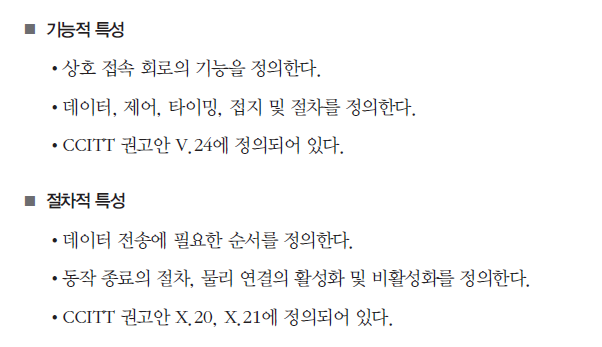 ■ 기능적 특성
• 상호 접속 회로의 기능을 정의한다.
• 데이터, 제어, 타이밍, 접지 및 절차를 정의한다.
• CCITT 권고안 V.24에 정의되어 있다.
■ 절차적 특성
• 데이터 전송에 필요한 순서를 정의한다.
• 동작 종료의 절차, 물리 연결의 활성화 및 비활성화를 정의한다.
• CCITT 권고안 X.20, X.21에 정의되어 있다.